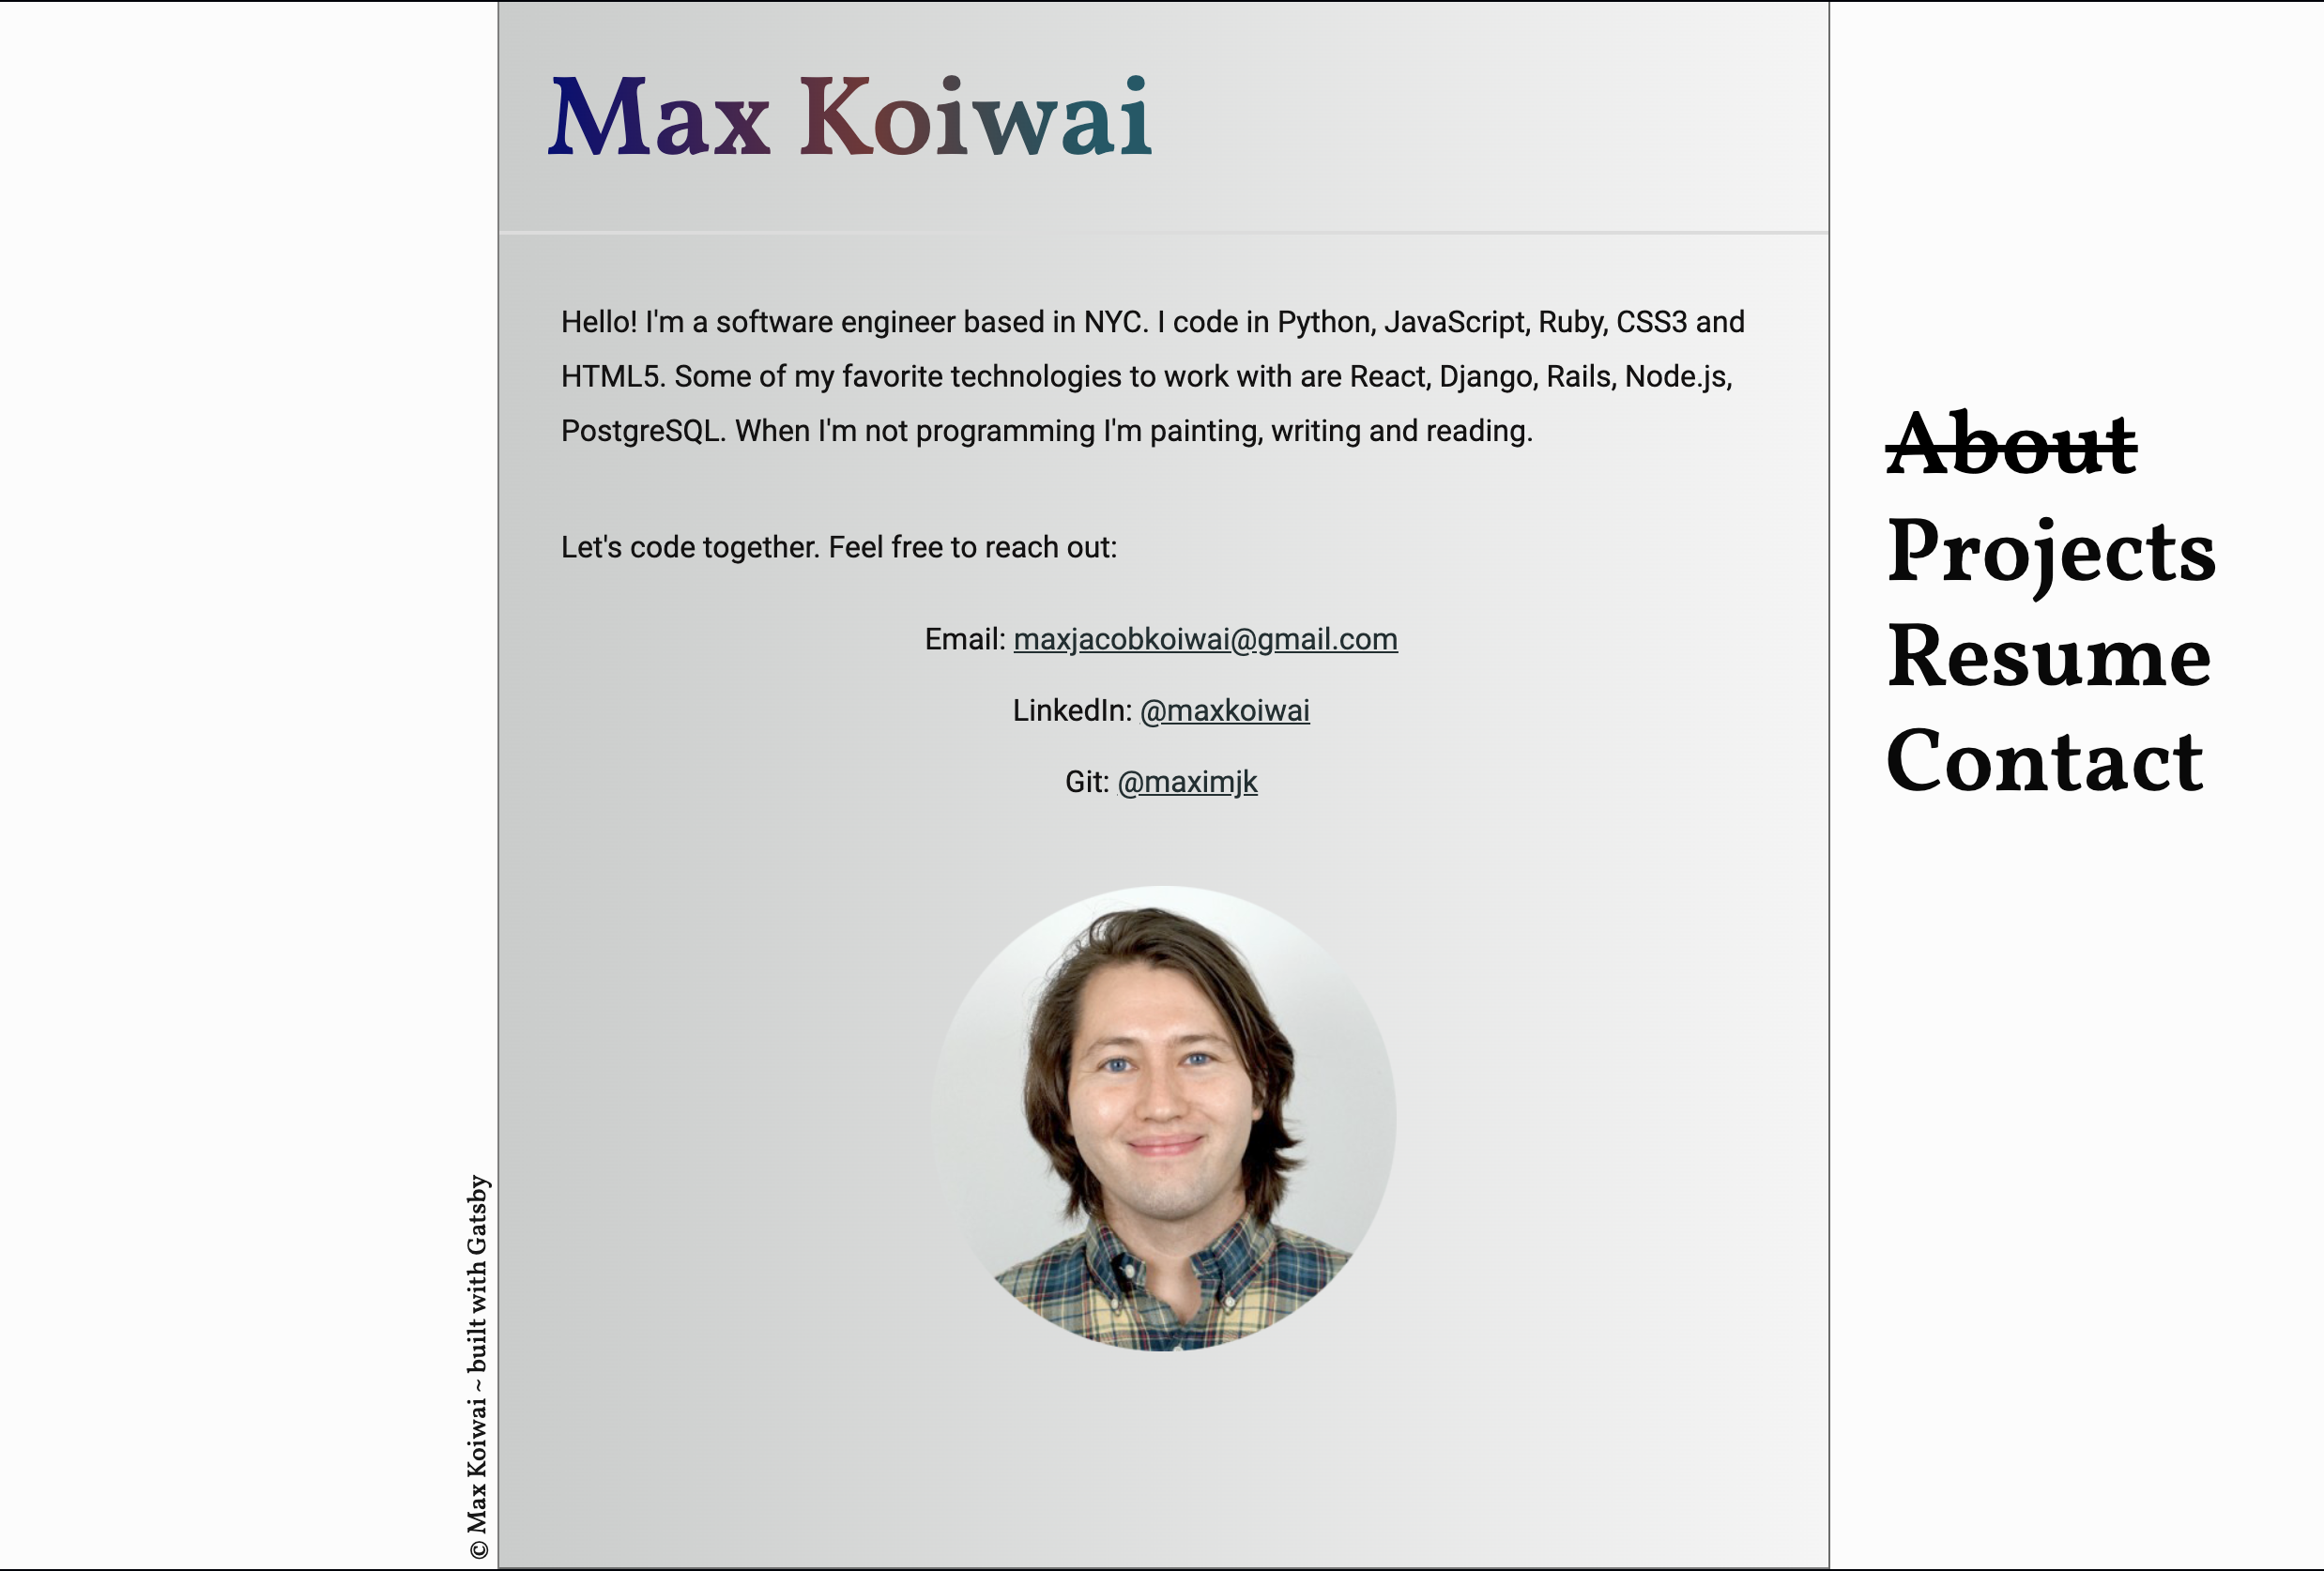 Max Koiwai
Hello! I'm a software engineer based in NYC. I code in Python, JavaScript, Ruby, CSS3 and
HTML5. Some of my favorite technologies to work with are React, Django, Rails, Node.js,
PostgreSQL. When I'm not programming I'm painting, writing and reading.
Let's code together. Feel free to reach out:
Email: maxjacobkoiwai@gmail.com
LinkedIn: @maxkoiwai
Git: @maximjk
About
Projects
Resume
Contact
© Max Koiwai ~ built with Gatsby